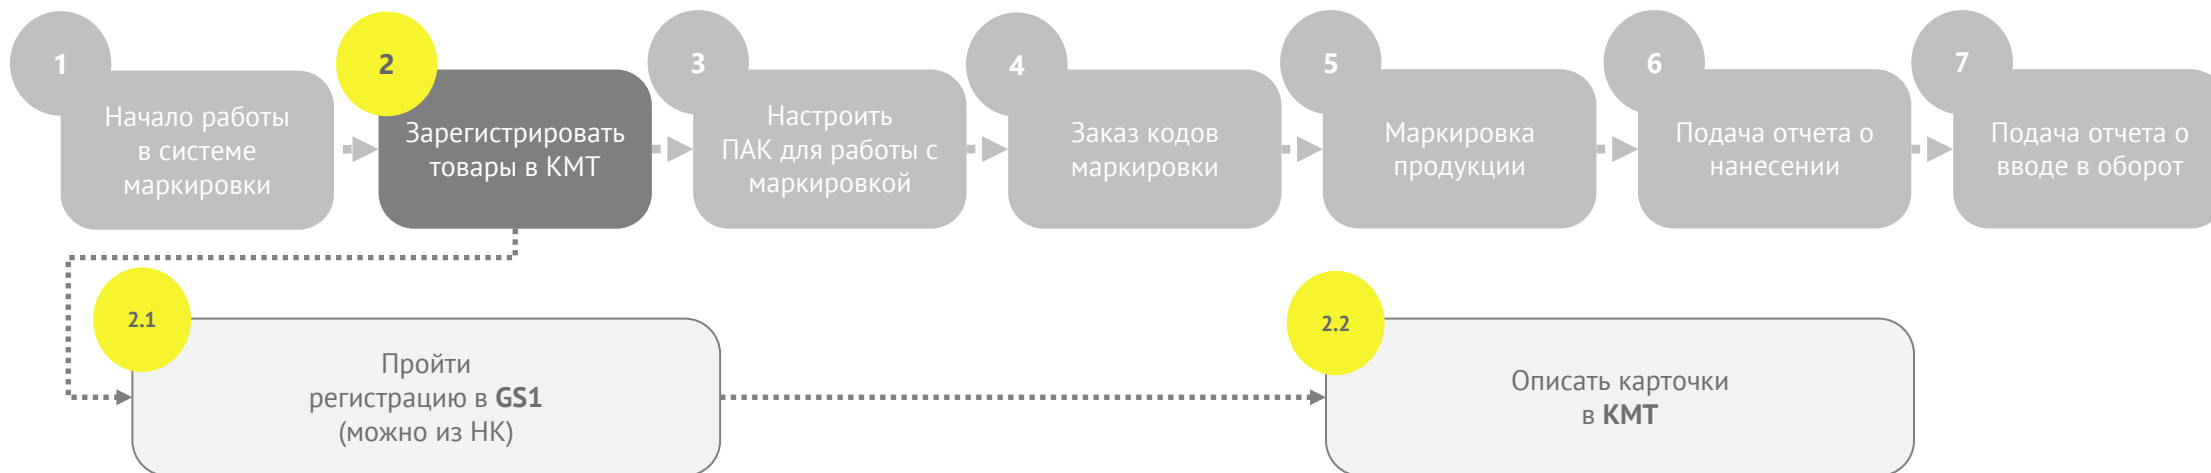 1
Начало работы
в системе
маркировки
2
Зарегистрировать
товары в КМТ
3
Настроить
ПАК для работы с
маркировкой
4
Заказ кодов
маркировки
5
Маркировка
продукции
6
Подача отчета о
нанесении
7
Подача отчета о
вводе в оборот
2.1
Пройти
регистрацию в GS1
(можно из НК)
2.2
Описать карточки
в КМТ